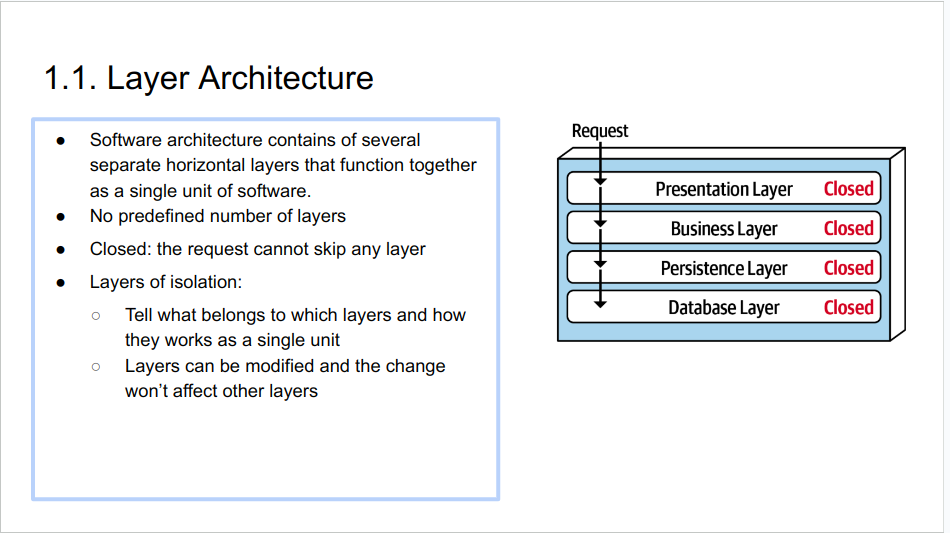 1.1. Layer Architecture
● Software architecture contains of several
separate horizontal layers that function together
as a single unit of software.
● No predefined number of layers
● Closed: the request cannot skip any layer
● Layers of isolation:
○ Tell what belongs to which layers and how
they works as a single unit
○ Layers can be modified and the change
won’t affect other layers
Request
Presentation Layer Closed
Business Layer Closed
Persistence Layer Closed
Database Layer Closed